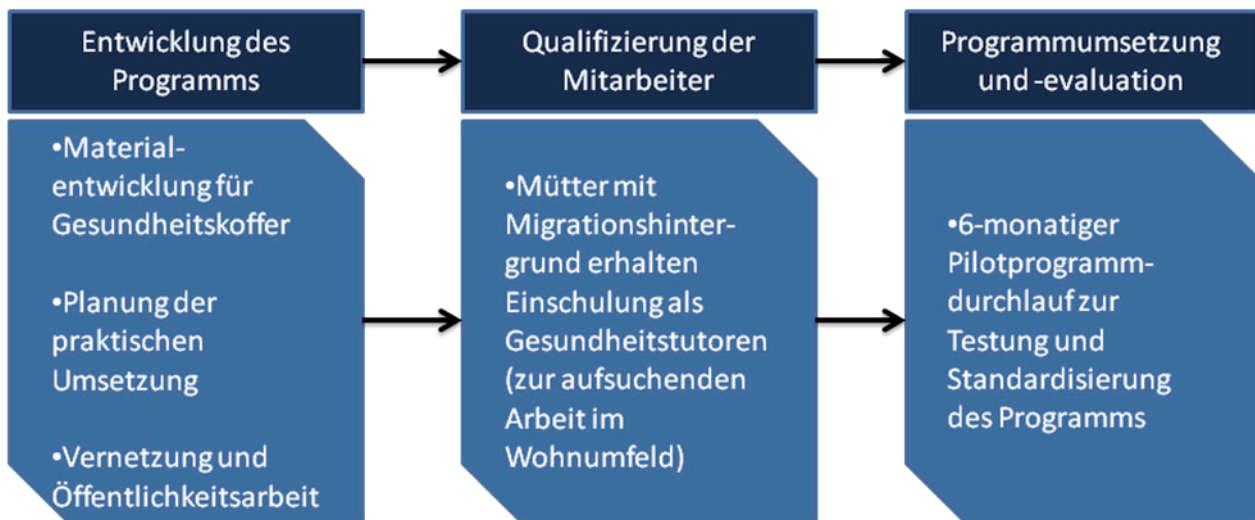 Entwicklung des
Programms
Qualifizierung der
Mitarbeiter
Programmumsetzung
und -evaluation
•Material-
entwicklung für
Gesundheitskoffer
•Planung der
praktischen
Umsetzung
•Vernetzung und
Öffentlichkeitsarbeit
•Mütter mit
Migrationshinter-
grund erhalten
Einschulung als
Gesundheitstutoren
(zur aufsuchenden
Arbeit im
Wohnumfeld)
•6-monatiger
Pilotprogramm-
durchlauf zur
Testung und
Standardisierung
des Programms